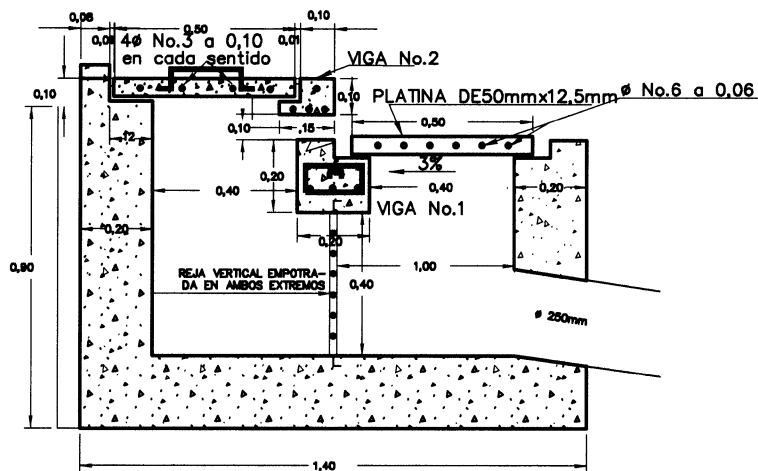 0,08
0,50
0,10
0,08
0,01
4ø No.3 a 0,10
en cada sentido
VIGA No.2
0,10
0,10
PLATINA DE50mmx12,5mm
ø No.6 a 0,06
0,10
,15
0,50
12
3%
0,20
0,40
0,40
0,20
VIGA No.1
0,20
0,20
0,90
REJA VERTICAL EMPOTRA-
DA EN AMBOS EXTREMOS
0,40
1,00
ø 250mm
1,40